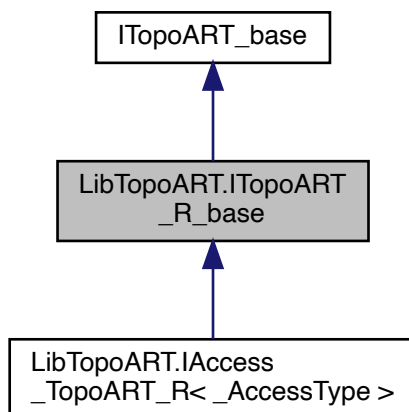 ITopoART_base
LibTopoART.ITopoART
_R_base
LibTopoART.IAccess
_TopoART_R< _AccessType >